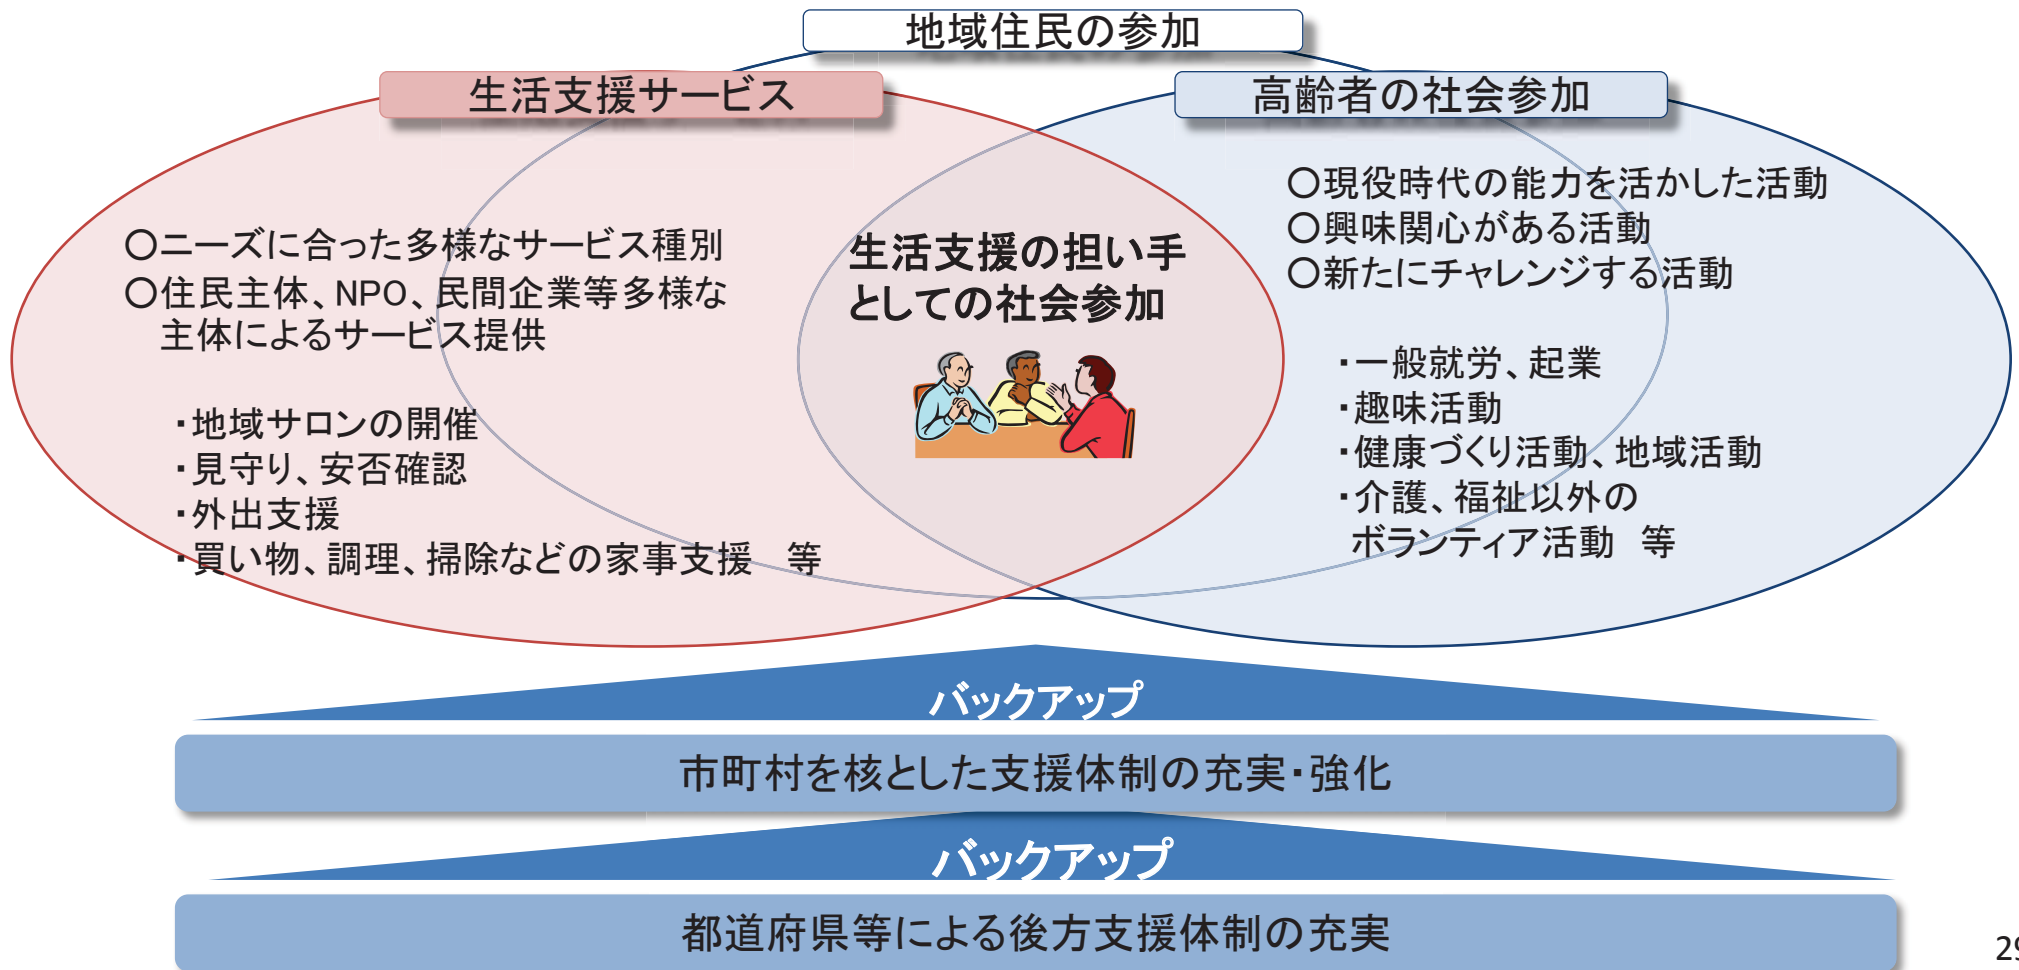 地域住民の参加
生活支援サービス
高齢者の社会参加
○ニーズに合った多様なサービス種別
○住民主体、NPO、民間企業等多様な
主体によるサービス提供
・地域サロンの開催
・見守り、安否確認
・外出支援
・買い物、調理、掃除などの家事支援　等
生活支援の担い手
としての社会参加
○現役時代の能力を活かした活動
○興味関心がある活動
○新たにチャレンジする活動
・一般就労、起業
・趣味活動
・健康づくり活動、地域活動
・介護、福祉以外の
ボランティア活動　等
バックアップ
市町村を核とした支援体制の充実・強化
バックアップ
都道府県等による後方支援体制の充実
29